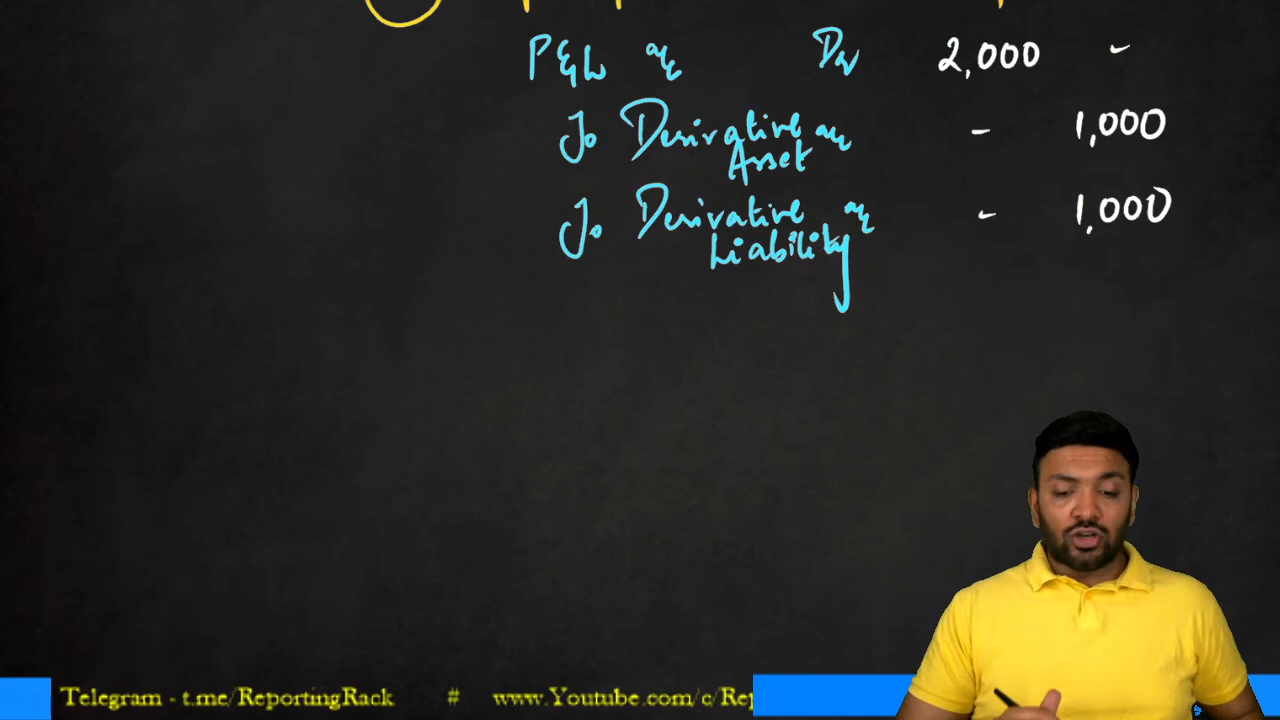 P&L a/c Dr 2,000 -
To Derivative a/c Asset - 1,000
To Derivative a/c Liability - 1,000
Telegram - t.me/ReportingRack # www.Youtube.com/c/Rep